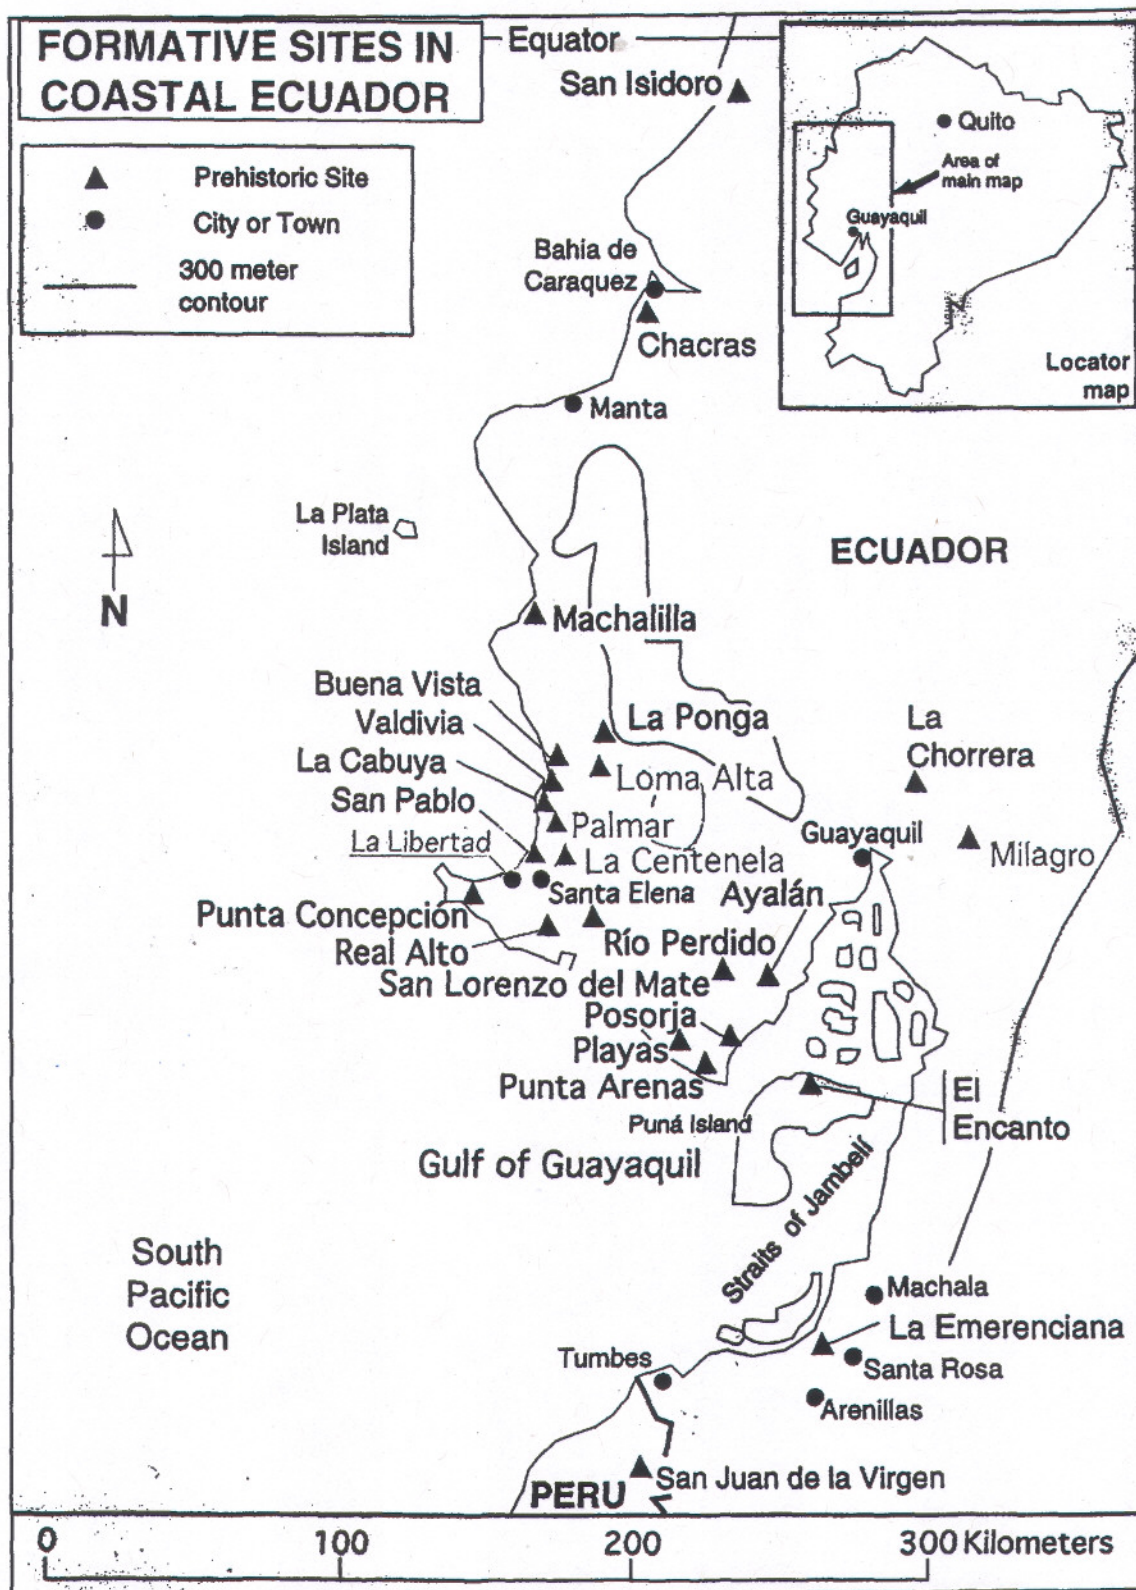 FORMATIVE SITES IN
COASTAL ECUADOR
Prehistoric Site
City or Town
300 meter
contour
Equator
San Isidoro
Quito
Area of
main map
Guayaquil
Locator
map
Bahia de
Caraquez
Chacras
Manta
La Plata
Island
ECUADOR
N
Machalilla
Buena Vista
Valdivia
La Cabuya
San Pablo
La Libertad
La Ponga
Loma Alta
Palmar
La Centenela
Santa Elena
La
Chorrera
Guayaquil
Milagro
Ayalán
Punta Concepción
Real Alto
Río Perdido
San Lorenzo del Mate
Posorja
Playas
Punta Arenas
Puná Island
El
Encanto
Gulf of Guayaquil
Straits of Jambelí
South
Pacific
Ocean
Machala
La Emerenciana
Santa Rosa
Arenillas
Tumbes
San Juan de la Virgen
PERU
0 100 200 300 Kilometers